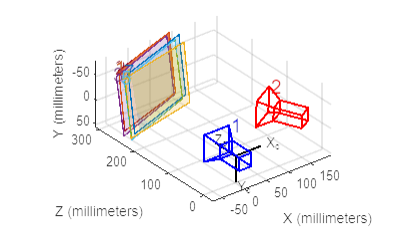 Y (millimeters)
-50
0
50
300
200
100
0
Z (millimeters)
-50
0
50
100
150
X (millimeters)
1
2
Z
X
Y